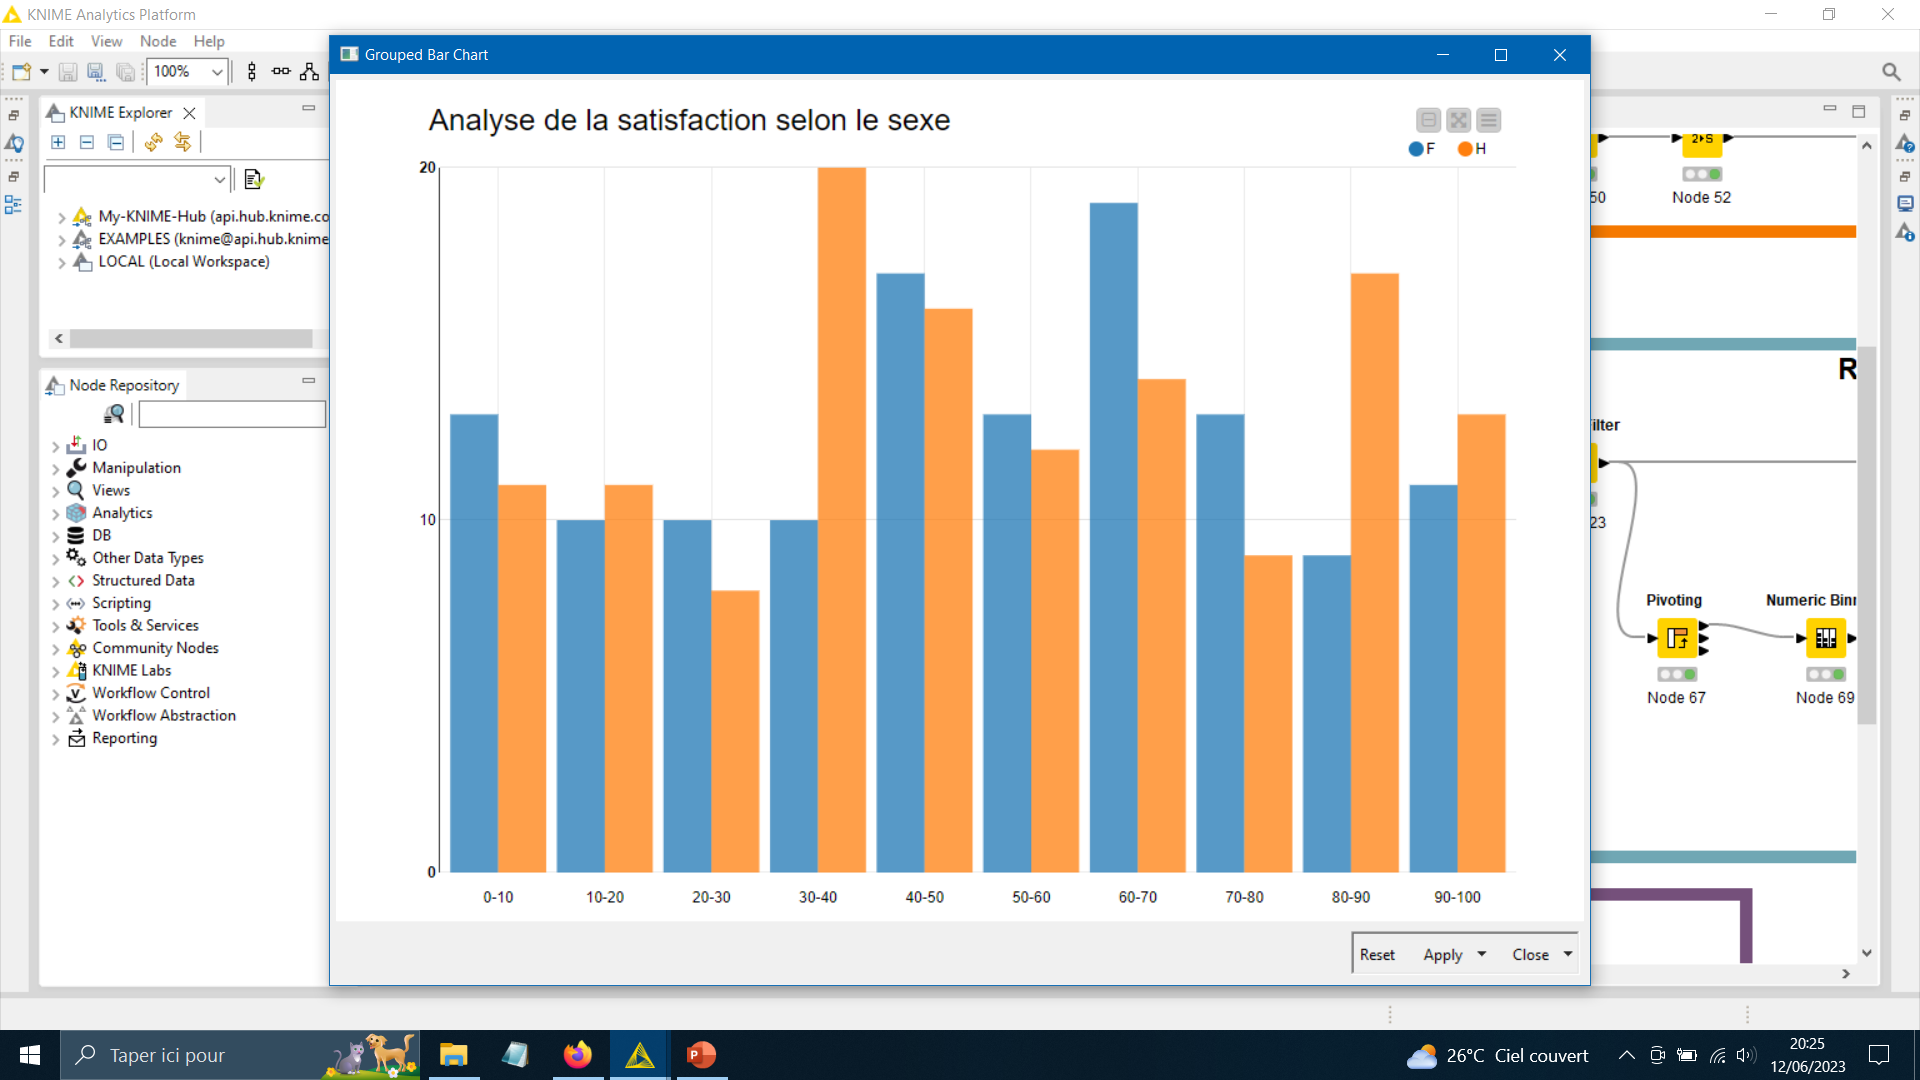 KNIME Analytics Platform
File Edit View Node Help
100%
KNIME Explorer
My-KNIME-Hub (api.hub.knime.co
EXAMPLES (knime@api.hub.knime
LOCAL (Local Workspace)
Node Repository
IO
Manipulation
Views
Analytics
DB
Other Data Types
Structured Data
Scripting
Tools & Services
Community Nodes
KNIME Labs
Workflow Control
Workflow Abstraction
Reporting
Grouped Bar Chart
Analyse de la satisfaction selon le sexe
F H
20
10
0
0-10 10-20 20-30 30-40 40-50 50-60 60-70 70-80 80-90 90-100
Reset Apply Close
2▸S
50 Node 52
R
ilter
23
Pivoting Numeric Binn
Node 67 Node 69
Taper ici pour
26°C Ciel couvert
20:25
12/06/2023